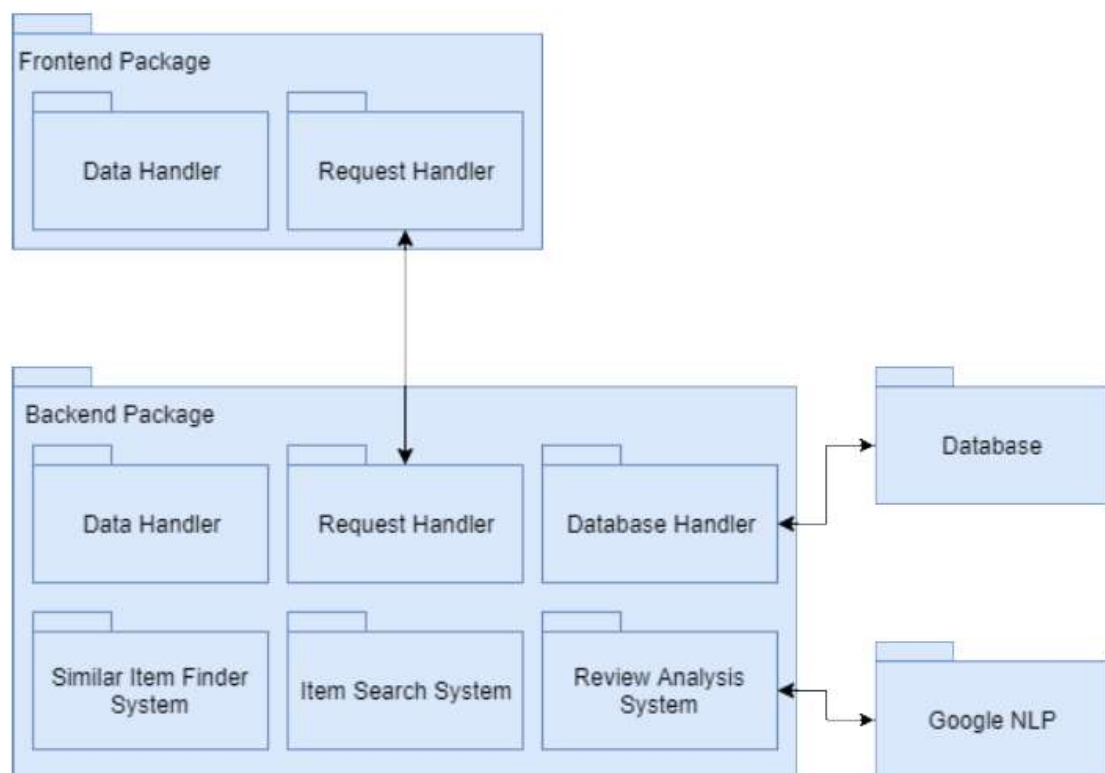 Frontend Package
Data Handler
Request Handler
Backend Package
Data Handler
Request Handler
Database Handler
Database
Similar Item Finder
System
Item Search System
Review Analysis
System
Google NLP